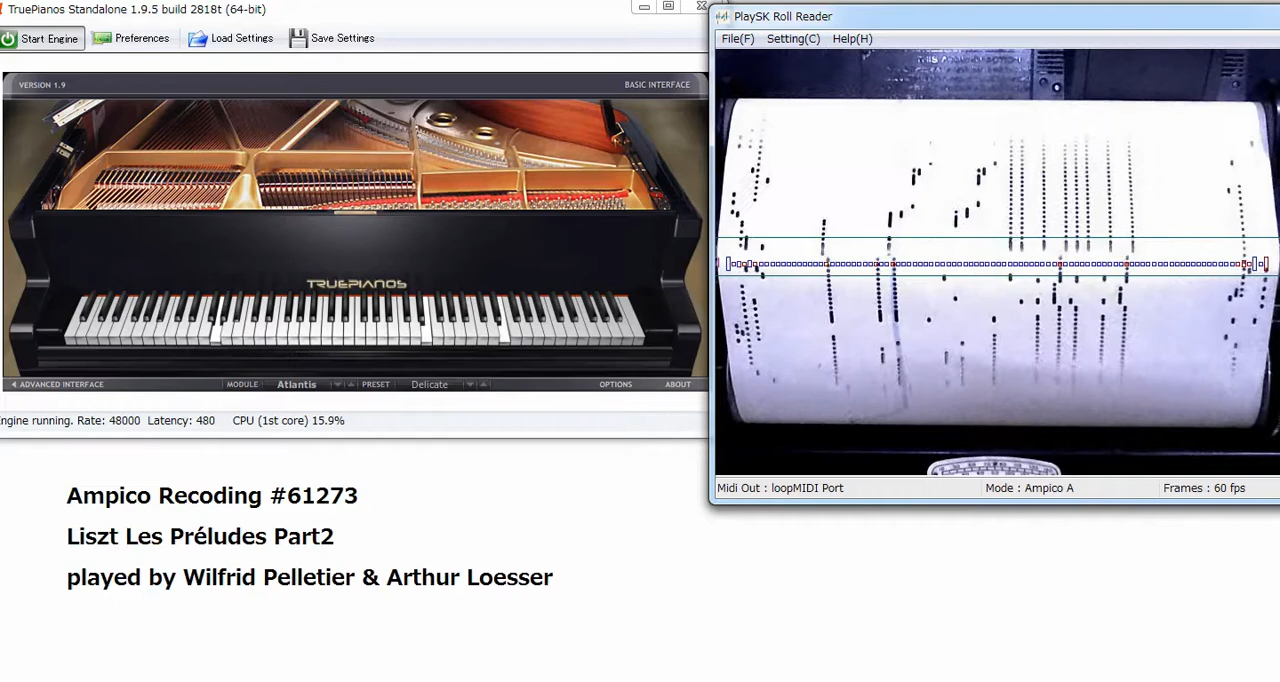 TruePianos Standalone 1.9.5 build 2818t (64-bit)
Start Engine Preferences Load Settings Save Settings
VERSION 1.9
BASIC INTERFACE
TRUEPIANOS
ADVANCED INTERFACE
MODULE Atlantis PRESET Delicate
OPTIONS ABOUT
ngine running. Rate: 48000 Latency: 480 CPU (1st core) 15.9%
PlaySK Roll Reader
File(F) Setting(C) Help(H)
Midi Out : loopMIDI Port Mode : Ampico A Frames : 60 fps
Ampico Recoding #61273
Liszt Les Préludes Part2
played by Wilfrid Pelletier & Arthur Loesser